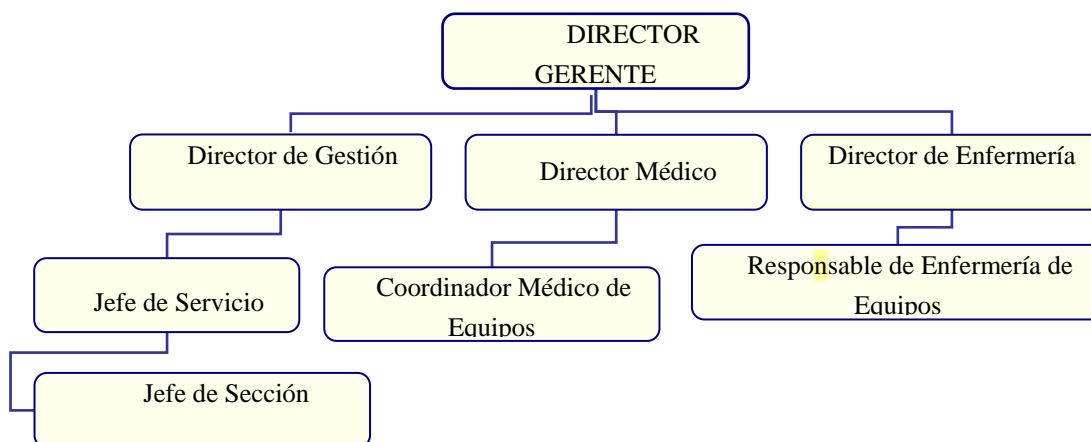 DIRECTOR
GERENTE
Director de Gestión
Director Médico
Director de Enfermería
Jefe de Servicio
Coordinador Médico de
Equipos
Responsable de Enfermería de
Equipos
Jefe de Sección